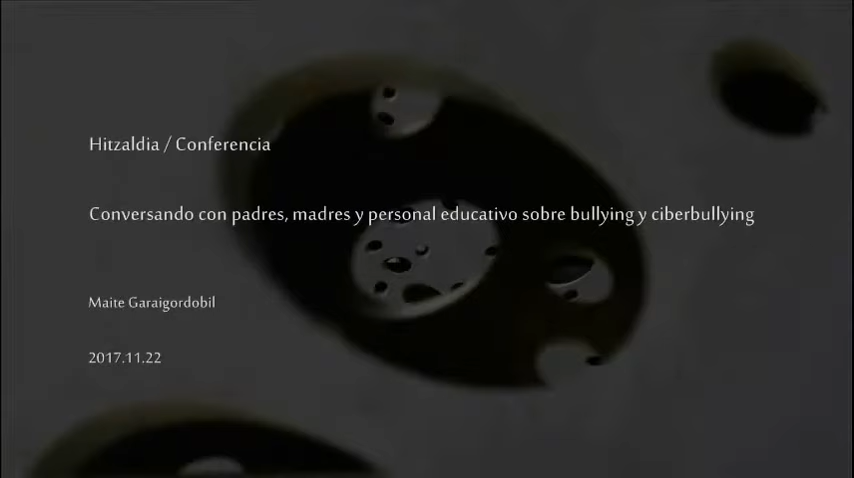 Hitzaldia / Conferencia
Conversando con padres, madres y personal educativo sobre bullying y ciberbullying
Maite Garaigordobil
2017.11.22